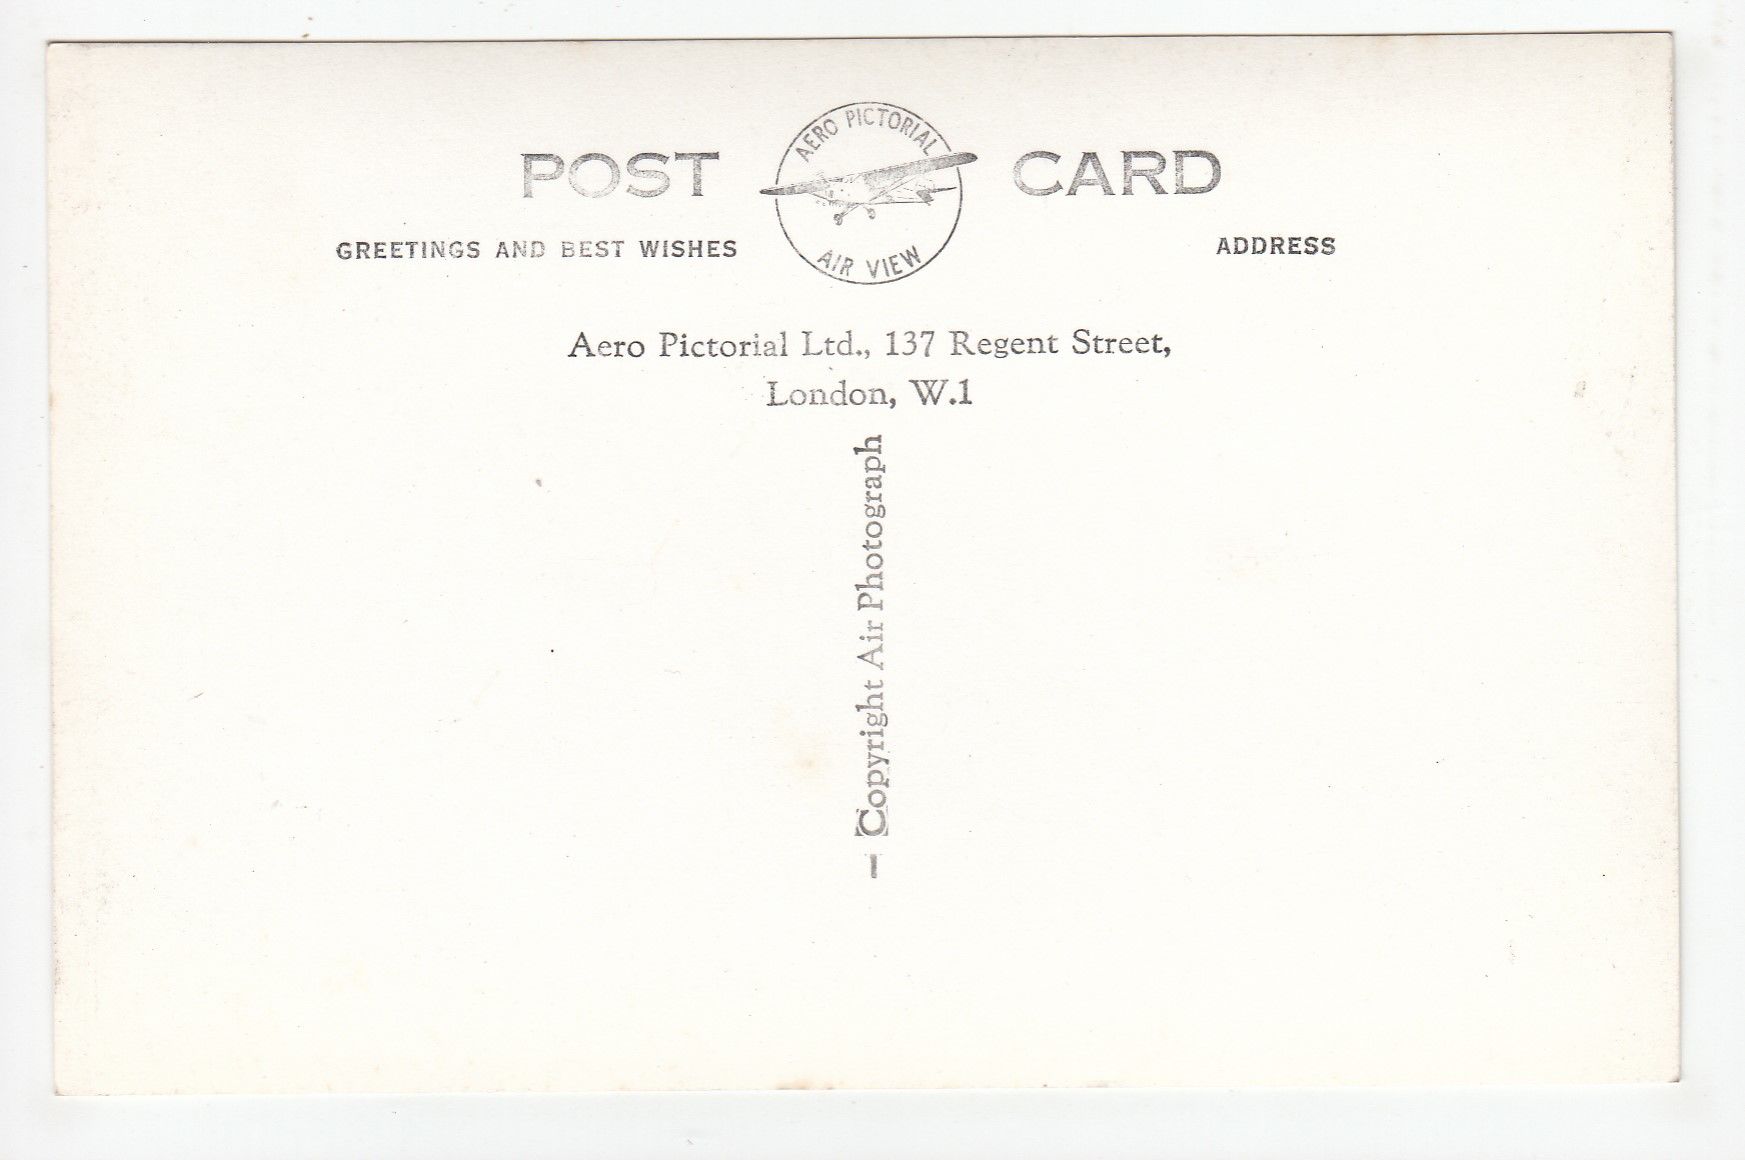 AERO PICTORIAL
POST CARD
AIR VIEW
GREETINGS AND BEST WISHES
ADDRESS
Aero Pictorial Ltd., 137 Regent Street,
London, W.1
Copyright Air Photograph